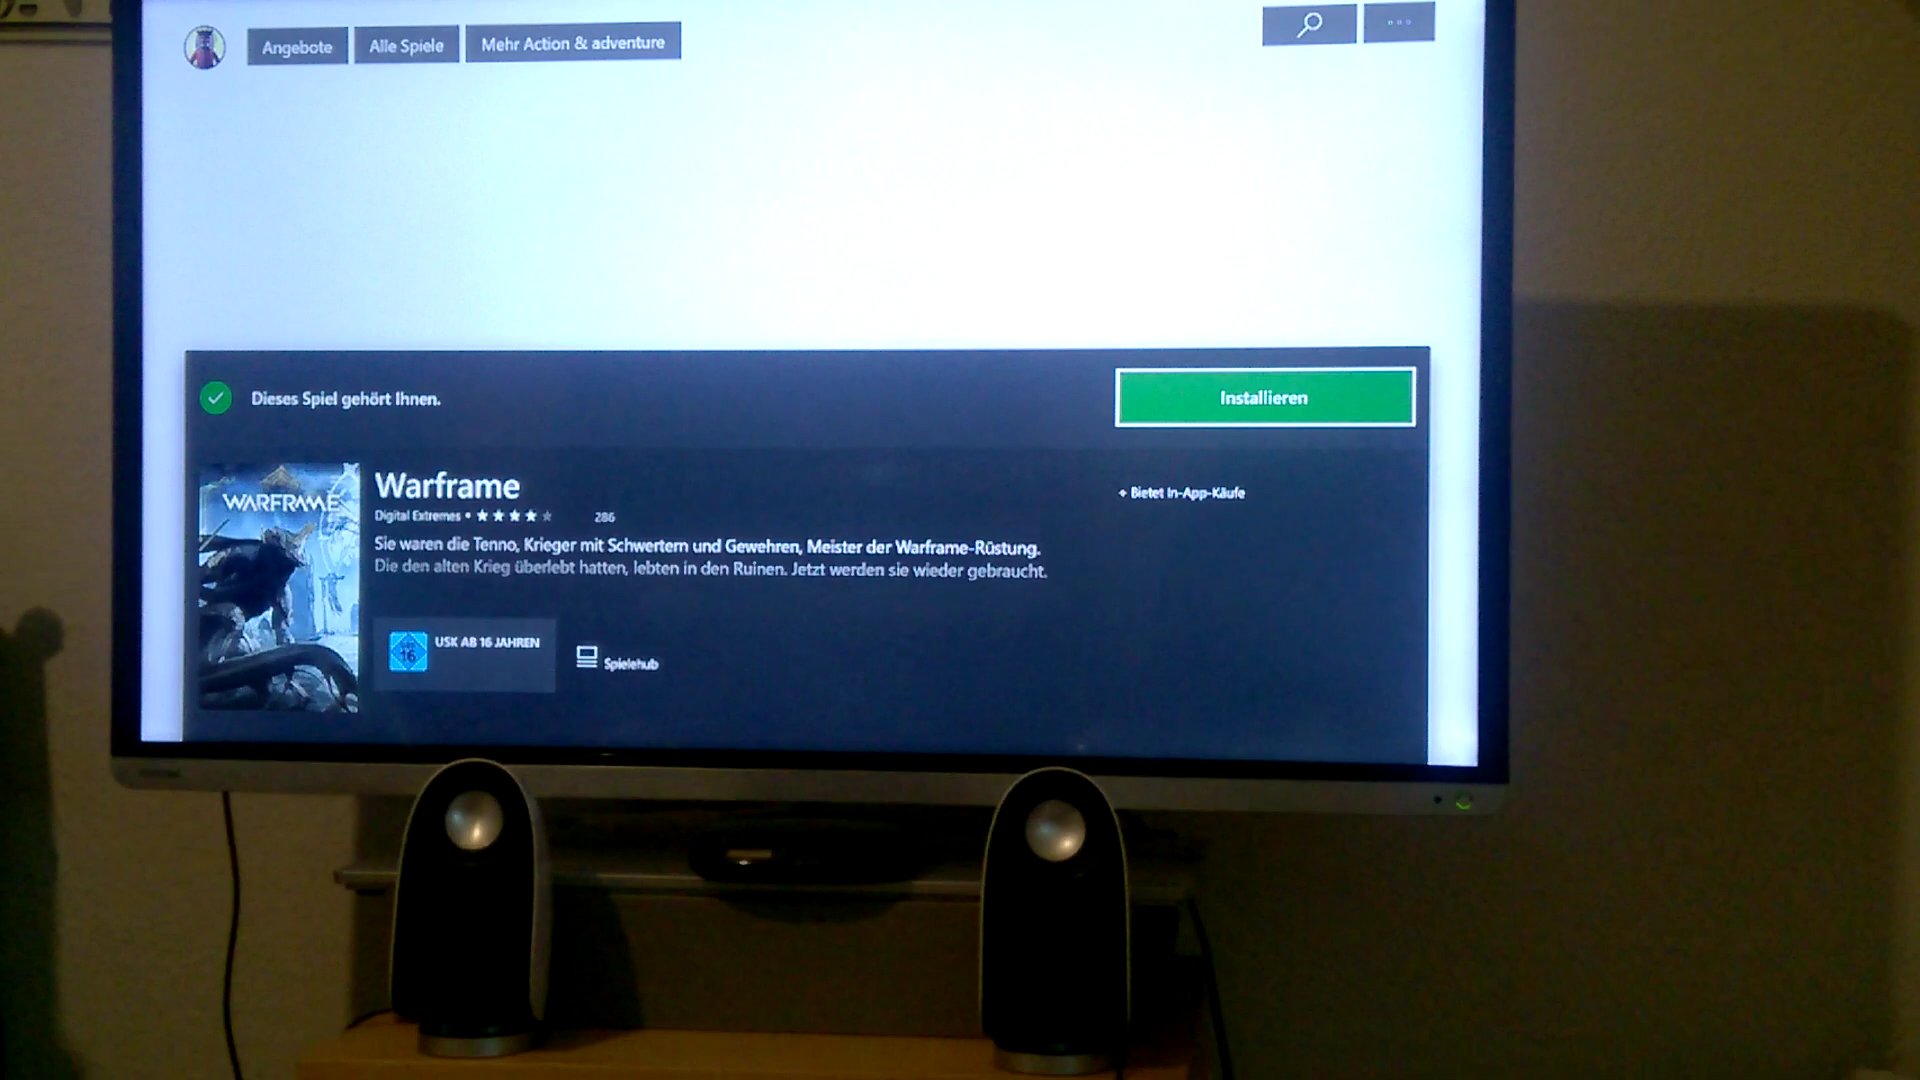 Angebote
Alle Spiele
Mehr Action & adventure
Dieses Spiel gehört Ihnen.
Installieren
WARFRAME
Warframe
Digital Extremes • ★★★★★ 286
+ Bietet In-App-Käufe
Sie waren die Tenno, Krieger mit Schwertern und Gewehren, Meister der Warframe-Rüstung.
Die den alten Krieg überlebt hatten, lebten in den Ruinen. Jetzt werden sie wieder gebraucht.
16
USK AB 16 JAHREN
Spielehub